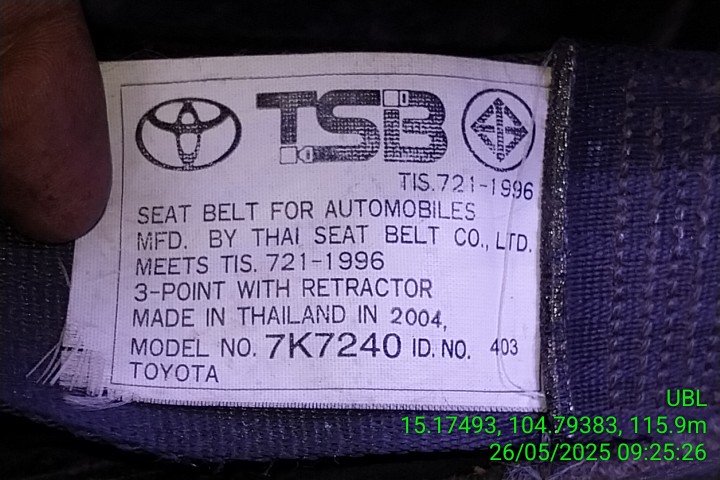 TSB
TIS.721-1996
SEAT BELT FOR AUTOMOBILES
MFD. BY THAI SEAT BELT CO., LTD.
MEETS TIS. 721-1996
3-POINT WITH RETRACTOR
MADE IN THAILAND IN 2004,
MODEL NO. 7K7240 ID. NO. 403
TOYOTA
UBL
15.17493, 104.79383, 115.9m
26/05/2025 09:25:26